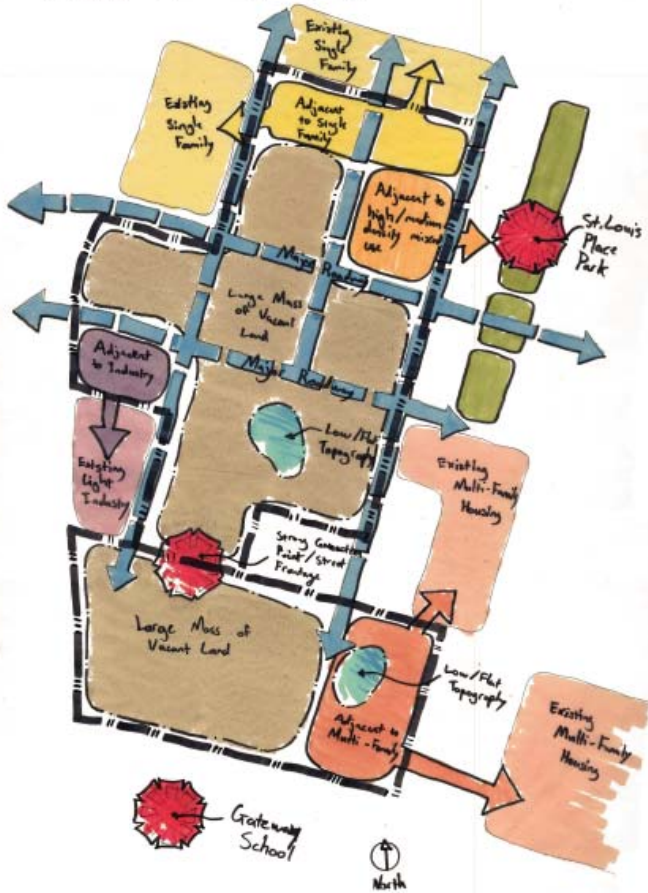 Existing
Single
Family
Existing
Single
Family
Adjacent
to Single
Family
Adjacent to
high/medium
density mixed
use
St. Louis
Place
Park
Major Roadway
Large Mass
of Vacant
Land
Adjacent
to Industry
Major Roadway
Low/Flat
Topography
Existing
Light
Industry
Existing
Multi-Family
Housing
Strong Connection
Point/Street
Frontage
Large Mass of
Vacant Land
Low/Flat
Topography
Adjacent to
Multi-Family
Existing
Multi-Family
Housing
Gateway
School
North